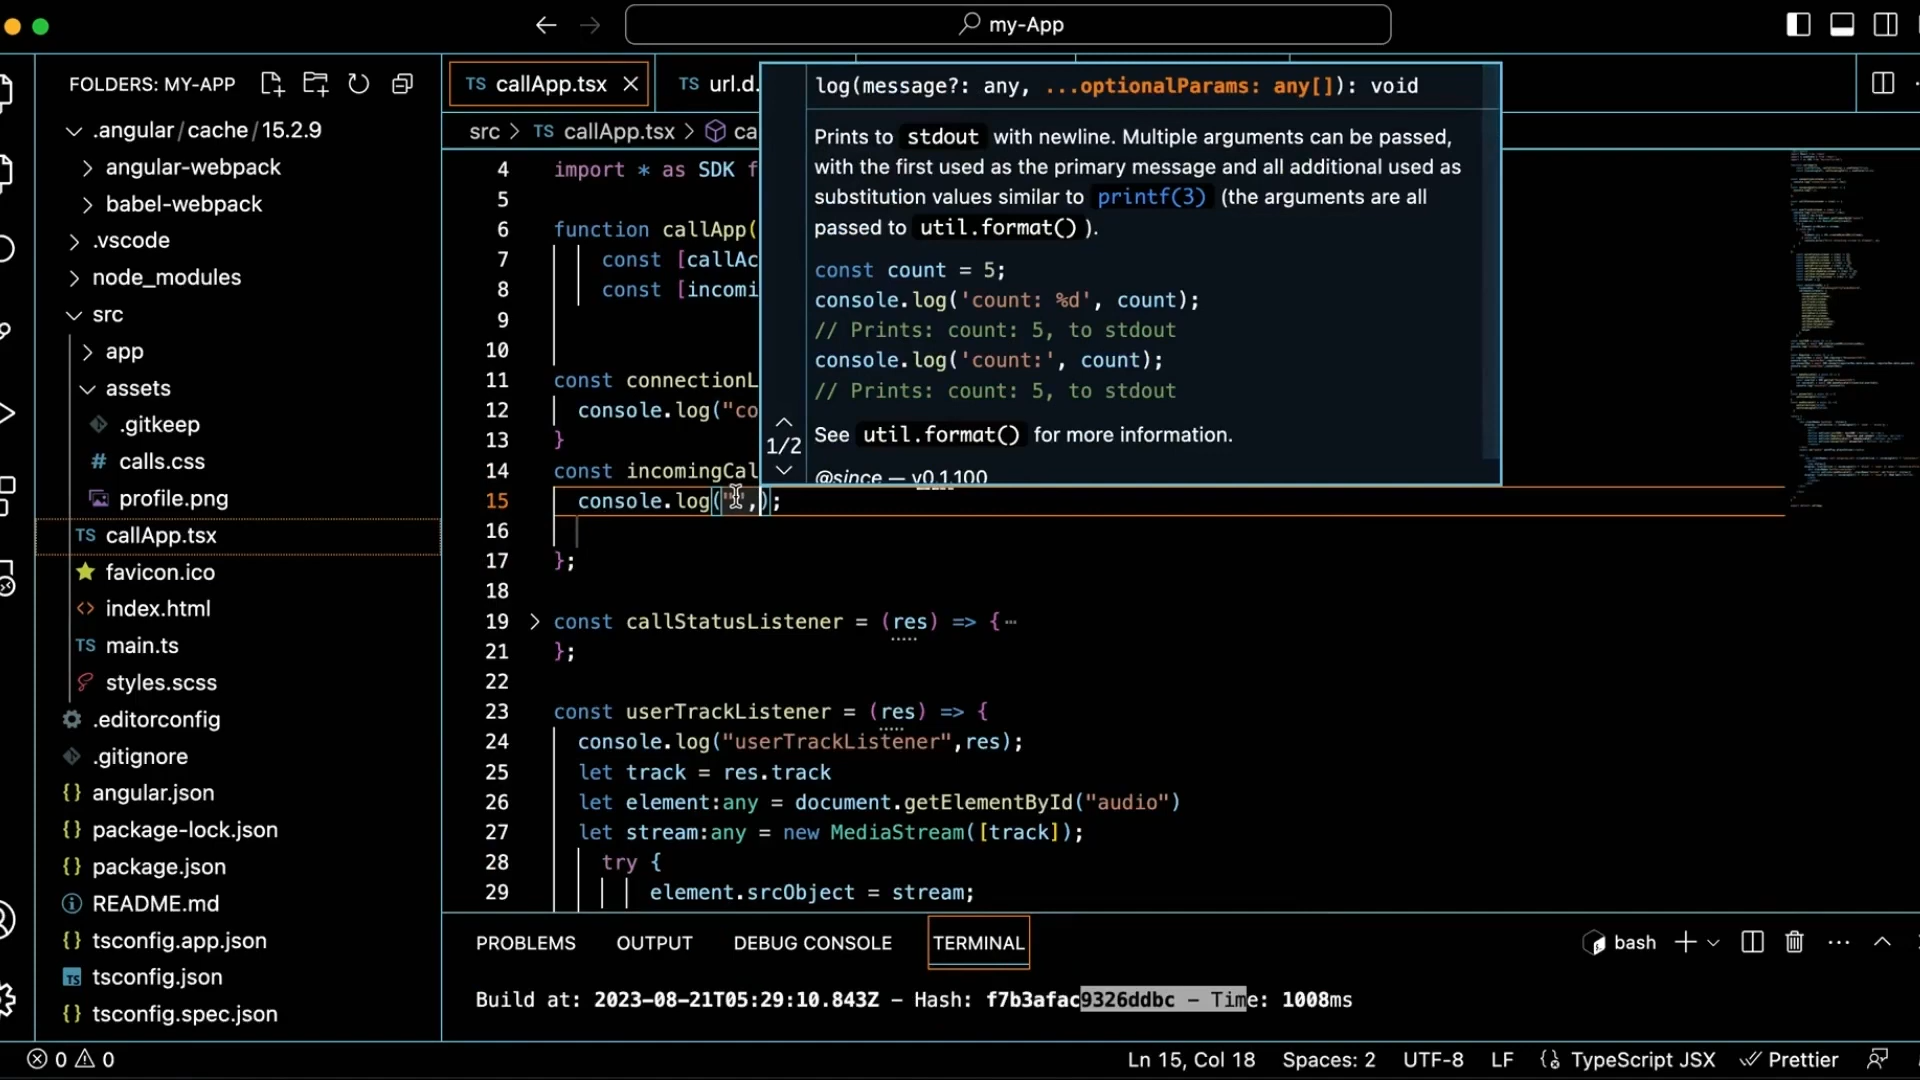 my-App
FOLDERS: MY-APP
.angular/cache/15.2.9
angular-webpack
babel-webpack
.vscode
node_modules
src
app
assets
.gitkeep
# calls.css
profile.png
TS callApp.tsx
favicon.ico
<> index.html
TS main.ts
styles.scss
.editorconfig
.gitignore
{} angular.json
{} package-lock.json
{} package.json
README.md
{} tsconfig.app.json
TS tsconfig.json
{} tsconfig.spec.json
TS callApp.tsx
TS url.d.
src > TS callApp.tsx > ca
log(message?: any, ...optionalParams: any[]): void
Prints to stdout with newline. Multiple arguments can be passed,
with the first used as the primary message and all additional used as
substitution values similar to printf(3) (the arguments are all
passed to util.format() ).
const count = 5;
console.log('count: %d', count);
// Prints: count: 5, to stdout
console.log('count:', count);
// Prints: count: 5, to stdout
1/2
See util.format() for more information.
@since — v0.1.100
4 import * as SDK f
5
6 function callApp(
7 const [callAc
8 const [incomi
9
10
11 const connectionL
12 console.log("co
13 }
14 const incomingCal
15 console.log("",);
16
17 };
18
19 const callStatusListener = (res) => {⋯
21 };
22
23 const userTrackListener = (res) => {
24 console.log("userTrackListener",res);
25 let track = res.track
26 let element:any = document.getElementById("audio")
27 let stream:any = new MediaStream([track]);
28 try {
29 element.srcObject = stream;
PROBLEMS OUTPUT DEBUG CONSOLE TERMINAL
bash
Build at: 2023-08-21T05:29:10.843Z - Hash: f7b3afac9326ddbc - Time: 1008ms
0 0
Ln 15, Col 18 Spaces: 2 UTF-8 LF {} TypeScript JSX Prettier